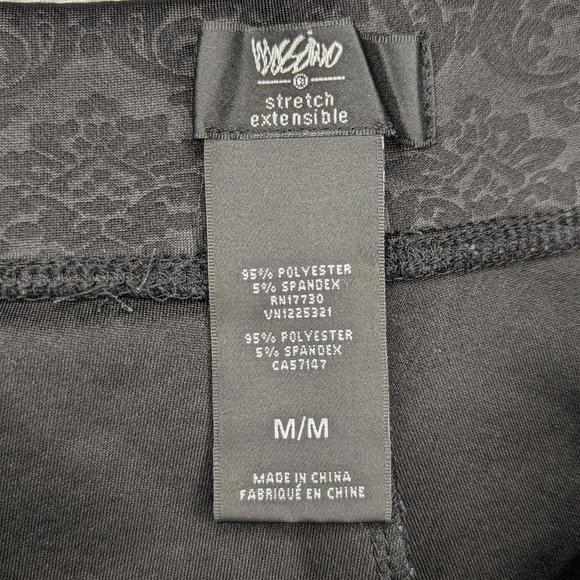 Mossimo
stretch
extensible
95% POLYESTER
5% SPANDEX
RN17730
VN1225321
95% POLYESTER
5% SPANDEX
CA57147
M/M
MADE IN CHINA
FABRIQUÉ EN CHINE